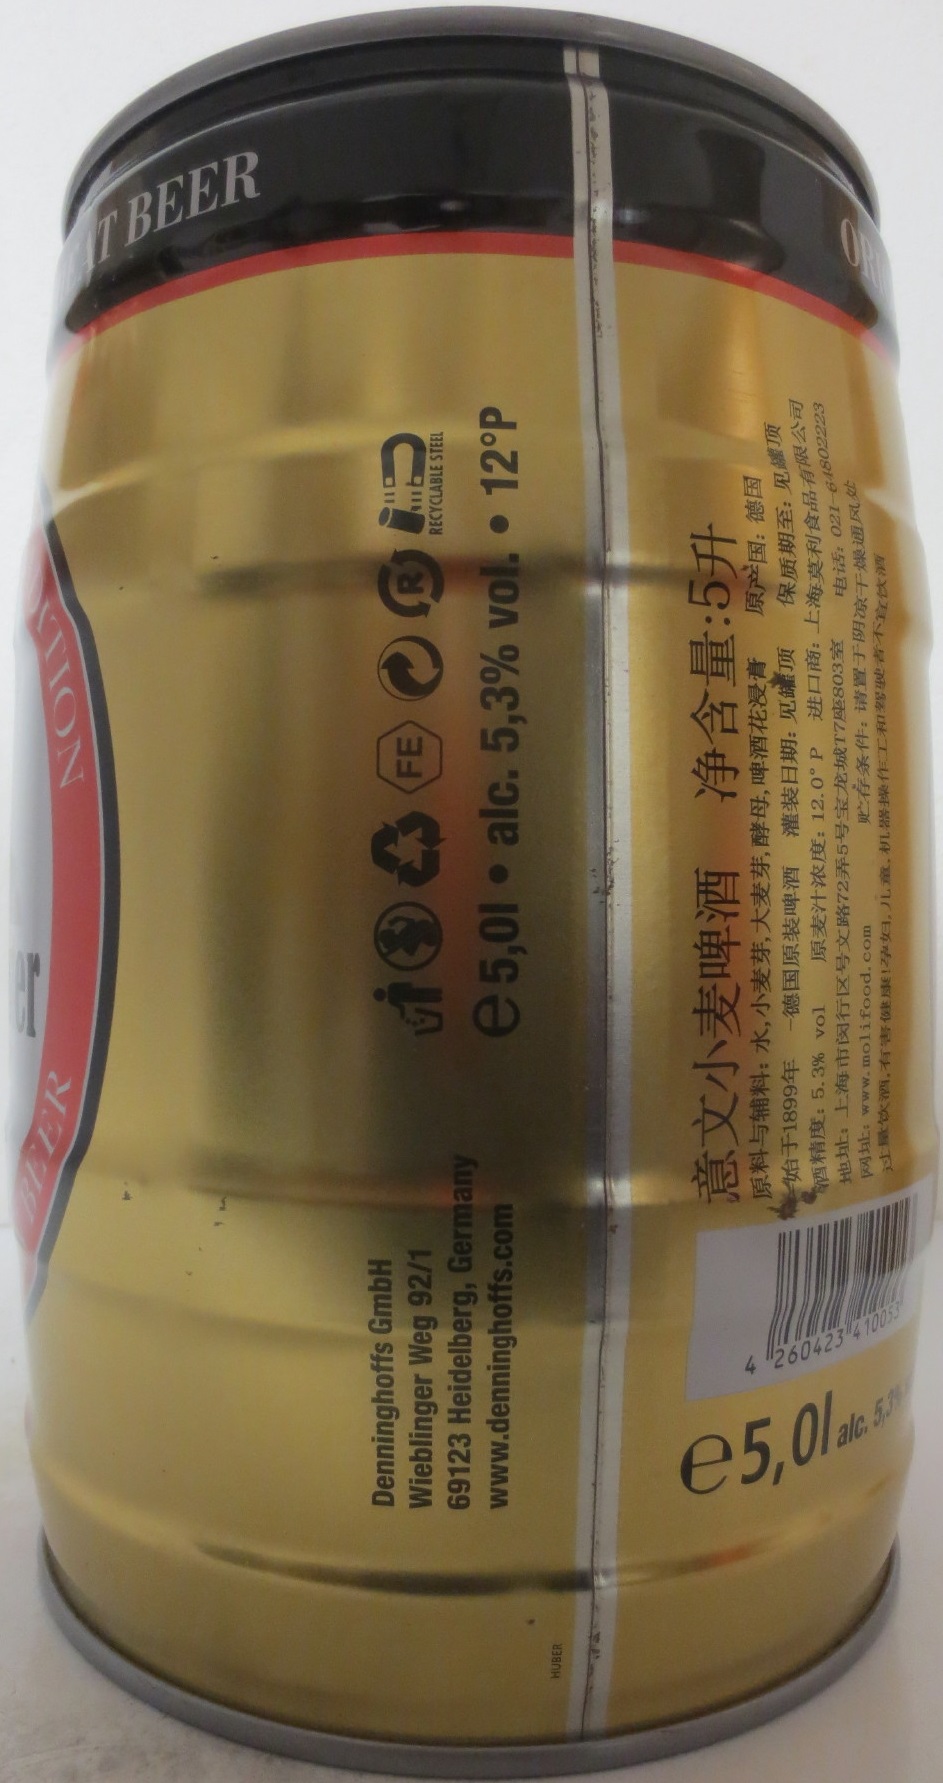 BEER
TION
BEER
er
RECYCLABLE STEEL
FE
R
e 5,0l • alc. 5,3% vol. • 12°P
Denninghoffs GmbH
Wieblinger Weg 92/1
69123 Heidelberg, Germany
www.denninghoffs.com
HUBER
意文小麦啤酒 净含量:5升
原料与辅料: 水,小麦芽,大麦芽,酵母,啤酒花浸膏 原产国: 德国
始于1899年 -德国原装啤酒 灌装日期: 见罐顶 保质期至: 见罐顶
酒精度: 5.3% vol 原麦汁浓度: 12.0°P 进口商: 上海莫利食品有限公司
地址: 上海市闵行区号文路72弄5号宝龙城T7座803室 电话: 021-64802223
网址: www.molifood.com 贮存条件: 请置于阴凉干燥通风处
过量饮酒,有害健康!孕妇,儿童,机器操作工和驾驶者不宜饮酒
4 260423 410053
e 5,0l alc. 5,3%